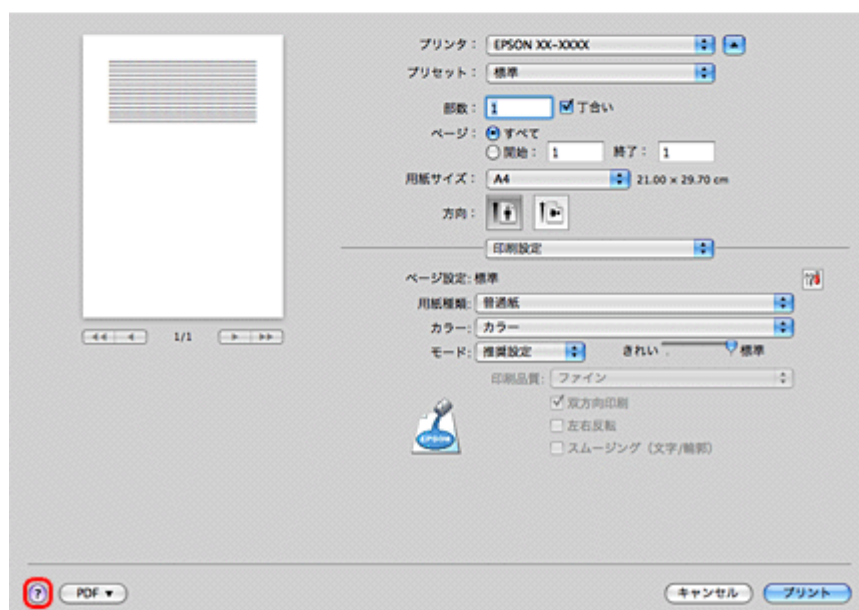 プリンタ： EPSON XX-XXXX
プリセット： 標準
部数： 1 丁合い
ページ： すべて
開始： 1 終了： 1
用紙サイズ： A4 21.00 x 29.70 cm
方向：
印刷設定
ページ設定: 標準
用紙種類: 普通紙
カラー: カラー
1/1
モード: 推奨設定 きれい 標準
印刷品質: ファイン
双方向印刷
左右反転
EPSON
スムージング（文字/輪郭）
? PDF キャンセル プリント